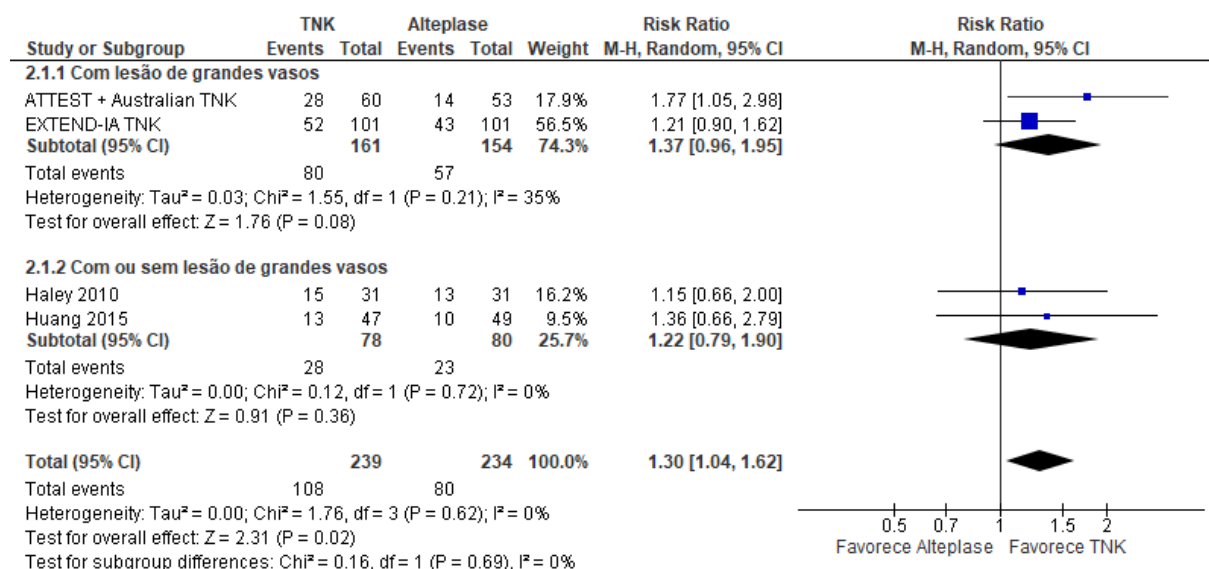 TNK Alteplase Risk Ratio Risk Ratio
Study or Subgroup Events Total Events Total Weight M-H, Random, 95% CI M-H, Random, 95% CI
2.1.1 Com lesão de grandes vasos
ATTEST + Australian TNK 28 60 14 53 17.9% 1.77 [1.05, 2.98]
EXTEND-IA TNK 52 101 43 101 56.5% 1.21 [0.90, 1.62]
Subtotal (95% CI) 161 154 74.3% 1.37 [0.96, 1.95]
Total events 80 57
Heterogeneity: Tau² = 0.03; Chi² = 1.55, df = 1 (P = 0.21); I² = 35%
Test for overall effect: Z = 1.76 (P = 0.08)
2.1.2 Com ou sem lesão de grandes vasos
Haley 2010 15 31 13 31 16.2% 1.15 [0.66, 2.00]
Huang 2015 13 47 10 49 9.5% 1.36 [0.66, 2.79]
Subtotal (95% CI) 78 80 25.7% 1.22 [0.79, 1.90]
Total events 28 23
Heterogeneity: Tau² = 0.00; Chi² = 0.12, df = 1 (P = 0.72); I² = 0%
Test for overall effect: Z = 0.91 (P = 0.36)
Total (95% CI) 239 234 100.0% 1.30 [1.04, 1.62]
Total events 108 80
Heterogeneity: Tau² = 0.00; Chi² = 1.76, df = 3 (P = 0.62); I² = 0%
Test for overall effect: Z = 2.31 (P = 0.02)
Test for subgroup differences: Chi² = 0.16, df = 1 (P = 0.69), I² = 0%
0.5 0.7 1 1.5 2
Favorece Alteplase Favorece TNK